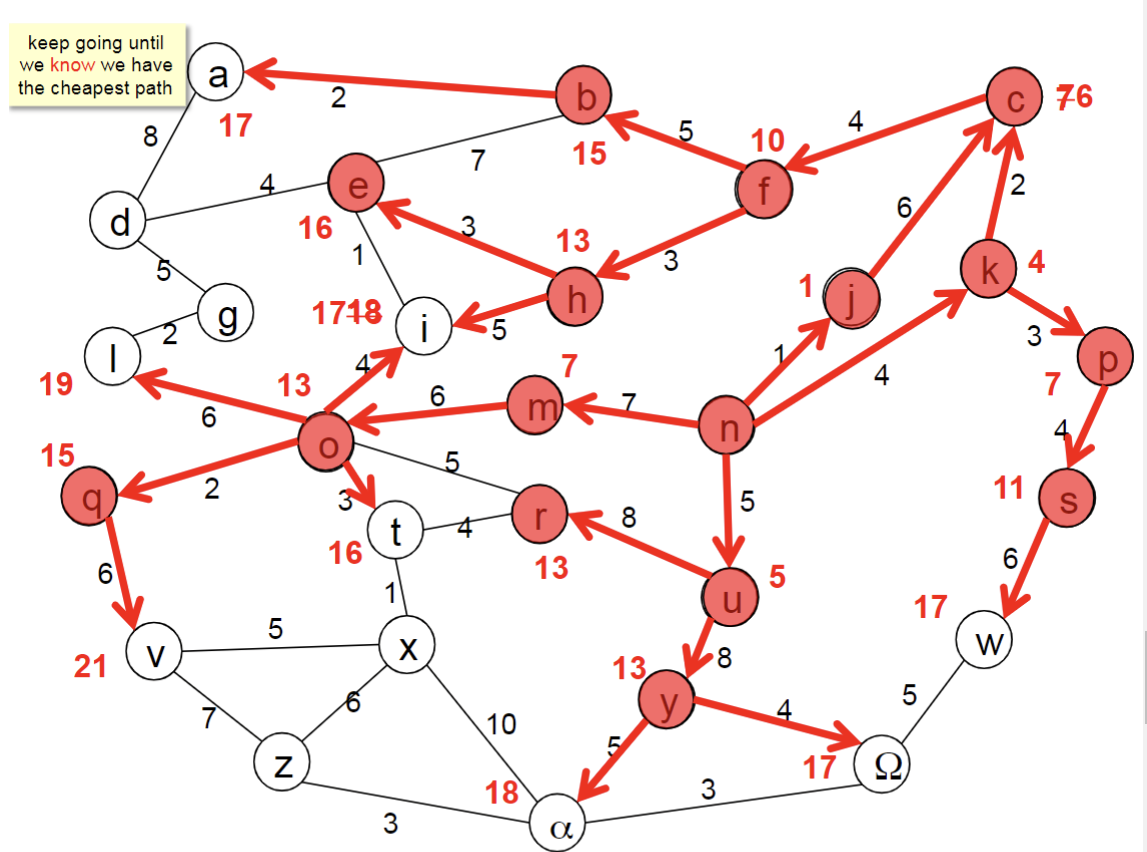 keep going until
we know we have
the cheapest path
a
17
2
b
15
5
10
f
4
c
76
8
7
e
16
4
d
5
g
2
l
19
1
3
13
h
3
6
2
1
j
k
4
1718
i
5
4
1
4
3
p
7
13
o
6
6
m
7
7
n
4
15
q
2
3
5
t
16
4
r
13
8
5
11
s
6
u
5
6
1
v
21
5
x
8
13
y
4
17
w
5
7
6
10
5
z
18
17
Ω
3
3
α